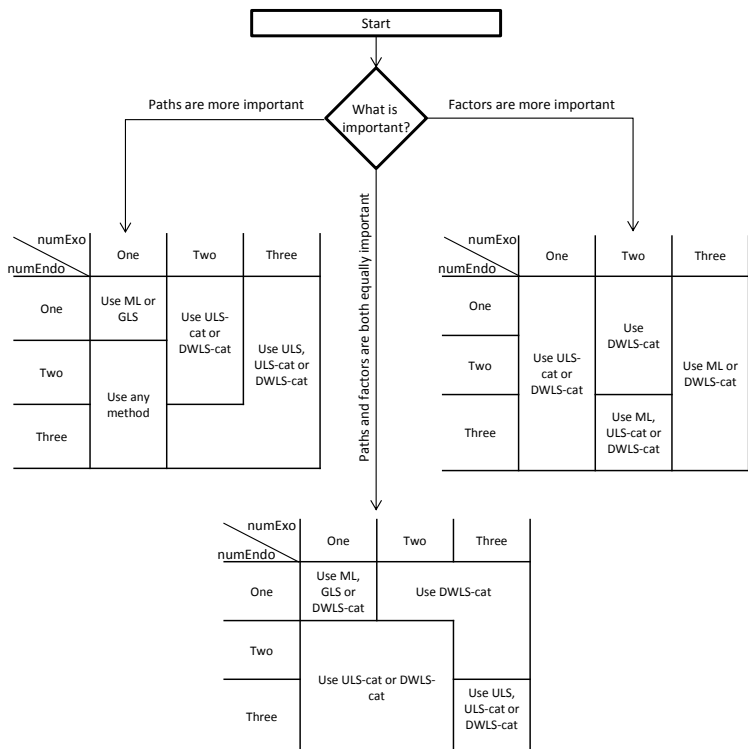 Start
What is
important?
Paths are more important
Factors are more important
Paths and factors are both equally important
numExo
numEndo
One
Two
Three
One
Use ML or
GLS
Use ULS-
cat or
DWLS-cat
Use ULS,
ULS-cat or
DWLS-cat
Two
Use any
method
Three
numExo
numEndo
One
Two
Three
One
Use ULS-
cat or
DWLS-cat
Use
DWLS-cat
Use ML or
DWLS-cat
Two
Three
Use ML,
ULS-cat or
DWLS-cat
numExo
numEndo
One
Two
Three
One
Use ML,
GLS or
DWLS-cat
Use DWLS-cat
Two
Use ULS-cat or DWLS-
cat
Three
Use ULS,
ULS-cat or
DWLS-cat